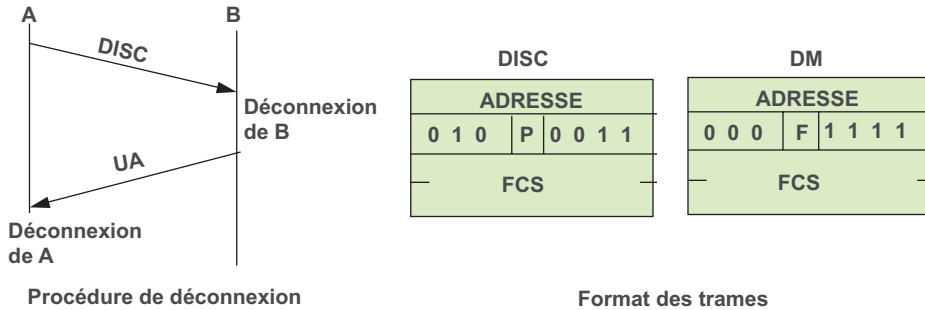 A B
DISC
Déconnexion
de B
UA
Déconnexion
de A
Procédure de déconnexion
DISC
ADRESSE
0 1 0 P 0 0 1 1
FCS
DM
ADRESSE
0 0 0 F 1 1 1 1
FCS
Format des trames